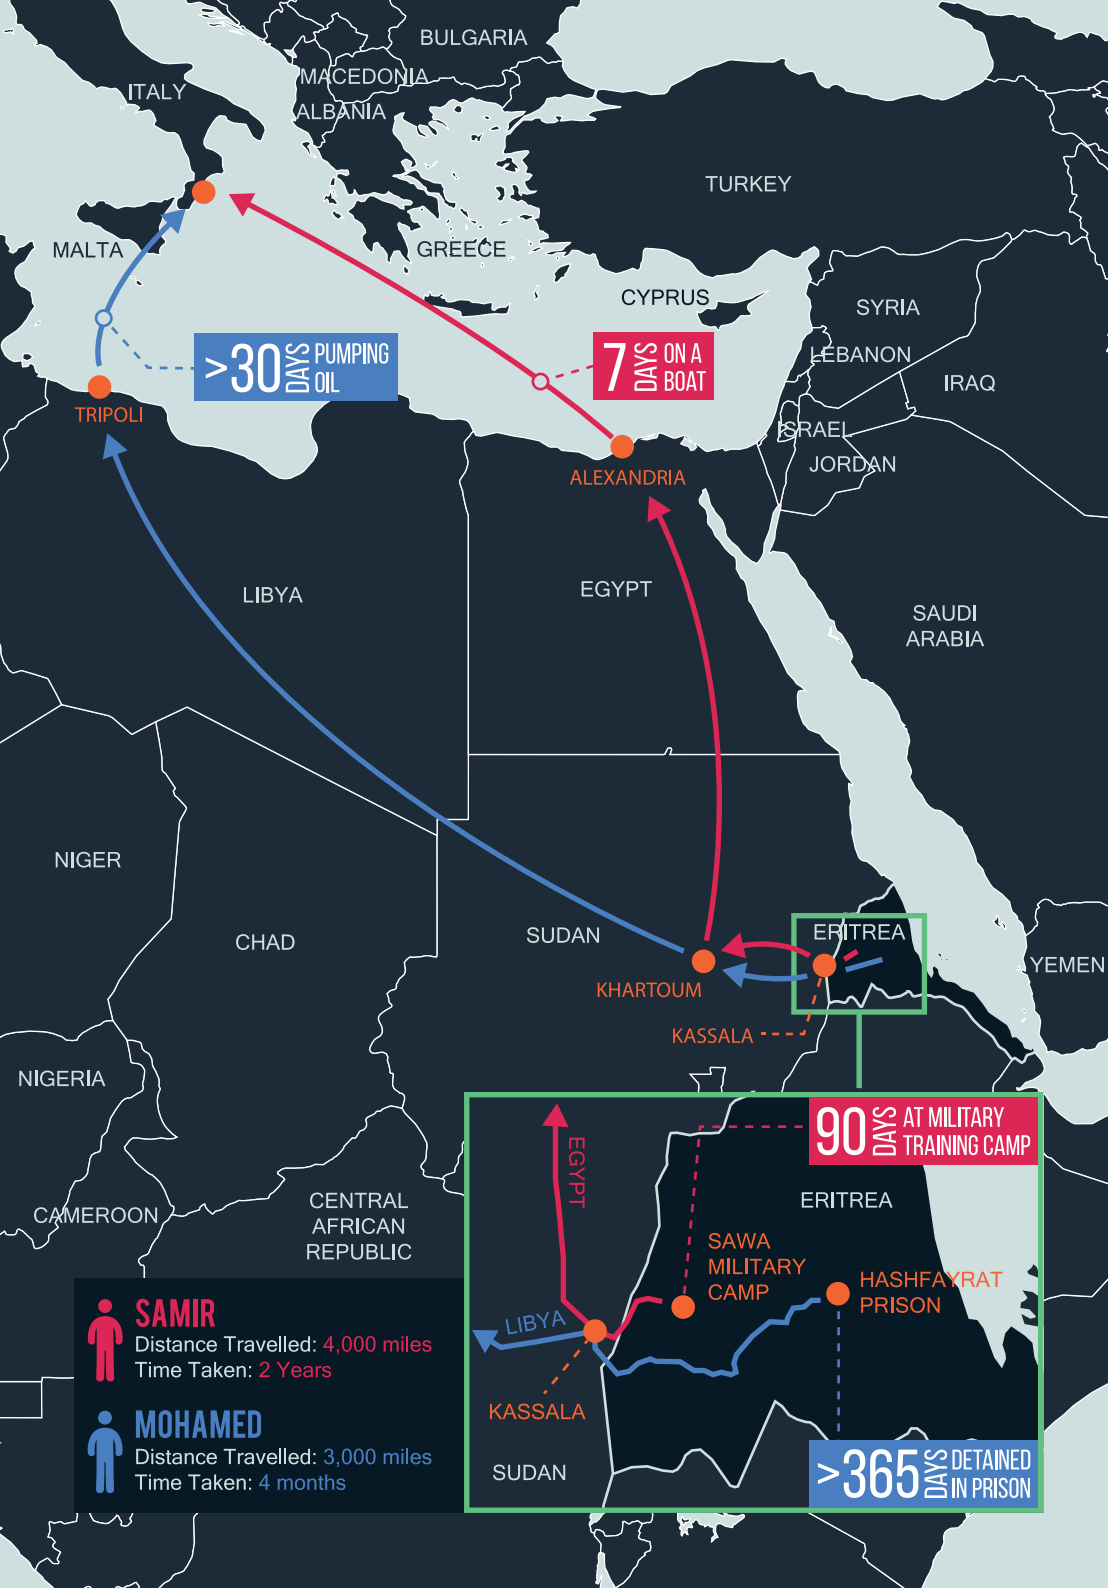 BULGARIA
MACEDONIA
ITALY
ALBANIA
TURKEY
MALTA
GREECE
CYPRUS
SYRIA
>30 DAYS PUMPING
OIL
7 DAYS ON A
BOAT
LEBANON
IRAQ
TRIPOLI
ISRAEL
JORDAN
ALEXANDRIA
LIBYA
EGYPT
SAUDI
ARABIA
NIGER
CHAD
SUDAN
ERITREA
YEMEN
KHARTOUM
KASSALA
NIGERIA
90 DAYS AT MILITARY
TRAINING CAMP
EGYPT
ERITREA
CAMEROON
CENTRAL
AFRICAN
REPUBLIC
SAWA
MILITARY
CAMP
HASHFAYRAT
PRISON
LIBYA
KASSALA
SUDAN
>365 DAYS DETAINED
IN PRISON
SAMIR
Distance Travelled: 4,000 miles
Time Taken: 2 Years
MOHAMED
Distance Travelled: 3,000 miles
Time Taken: 4 months